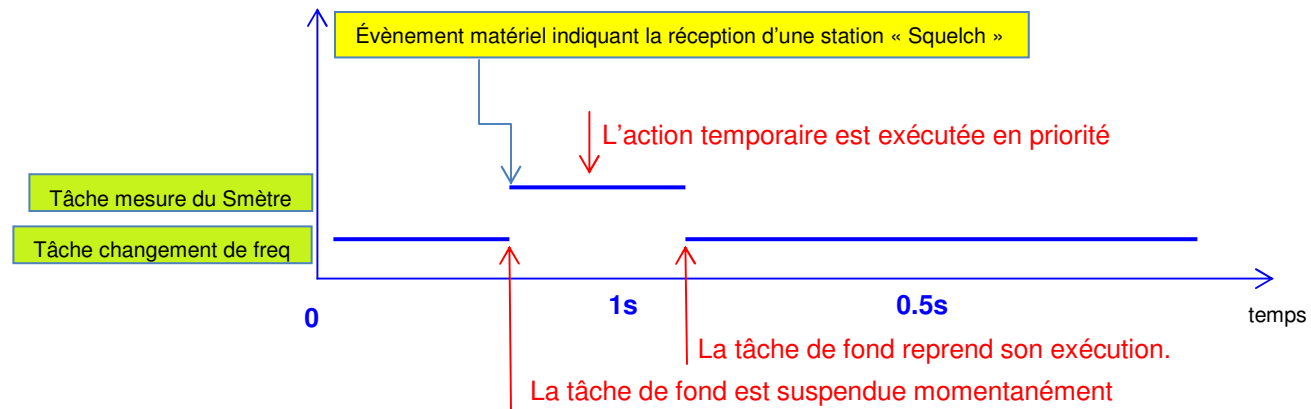 Évènement matériel indiquant la réception d’une station « Squelch »
L’action temporaire est exécutée en priorité
Tâche mesure du Smètre
Tâche changement de freq
0
1s
0.5s
temps
La tâche de fond reprend son exécution.
La tâche de fond est suspendue momentanément